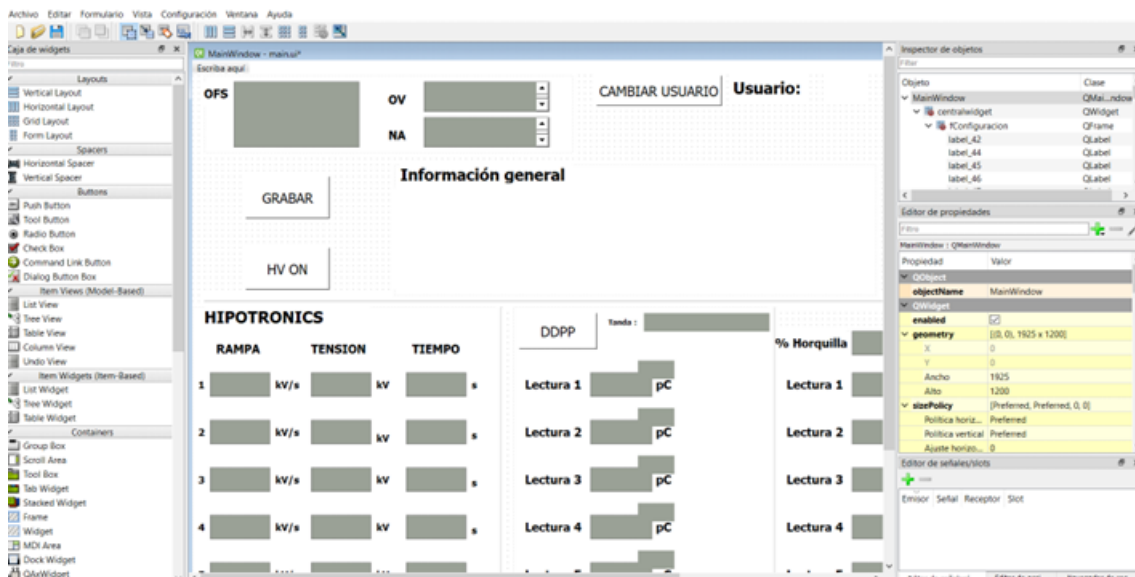 Archivo Editar Formulario Vista Configuración Ventana Ayuda
Caja de widgets
Filtro
Layouts
Vertical Layout
Horizontal Layout
Grid Layout
Form Layout
Spacers
Horizontal Spacer
Vertical Spacer
Buttons
Push Button
Tool Button
Radio Button
Check Box
Command Link Button
Dialog Button Box
Item Views (Model-Based)
List View
Tree View
Table View
Column View
Undo View
Item Widgets (Item-Based)
List Widget
Tree Widget
Table Widget
Containers
Group Box
Scroll Area
Tool Box
Tab Widget
Stacked Widget
Frame
Widget
MDI Area
Dock Widget
QAxWidget
MainWindow - main.ui*
Escriba aquí
OFS
OV
NA
CAMBIAR USUARIO
Usuario:
Información general
GRABAR
HV ON
HIPOTRONICS
RAMPA TENSION TIEMPO
1 kV/s kV s
2 kV/s kV s
3 kV/s kV s
4 kV/s kV s
DDPP
Tanda :
Lectura 1 pC
Lectura 2 pC
Lectura 3 pC
Lectura 4 pC
% Horquilla
Lectura 1
Lectura 2
Lectura 3
Lectura 4
Inspector de objetos
Filter
Objeto Clase
MainWindow QMai...ndow
centralwidget QWidget
fConfiguracion QFrame
label_42 QLabel
label_44 QLabel
label_45 QLabel
label_46 QLabel
Editor de propiedades
Filtro
MainWindow : QMainWindow
Propiedad Valor
QObject
objectName MainWindow
QWidget
enabled
geometry [(0, 0), 1925 x 1200]
X 0
Y 0
Ancho 1925
Alto 1200
sizePolicy [Preferred, Preferred, 0, 0]
Política horiz... Preferred
Política vertical Preferred
Ajuste horizo... 0
Editor de señales/slots
Emisor Señal Receptor Slot